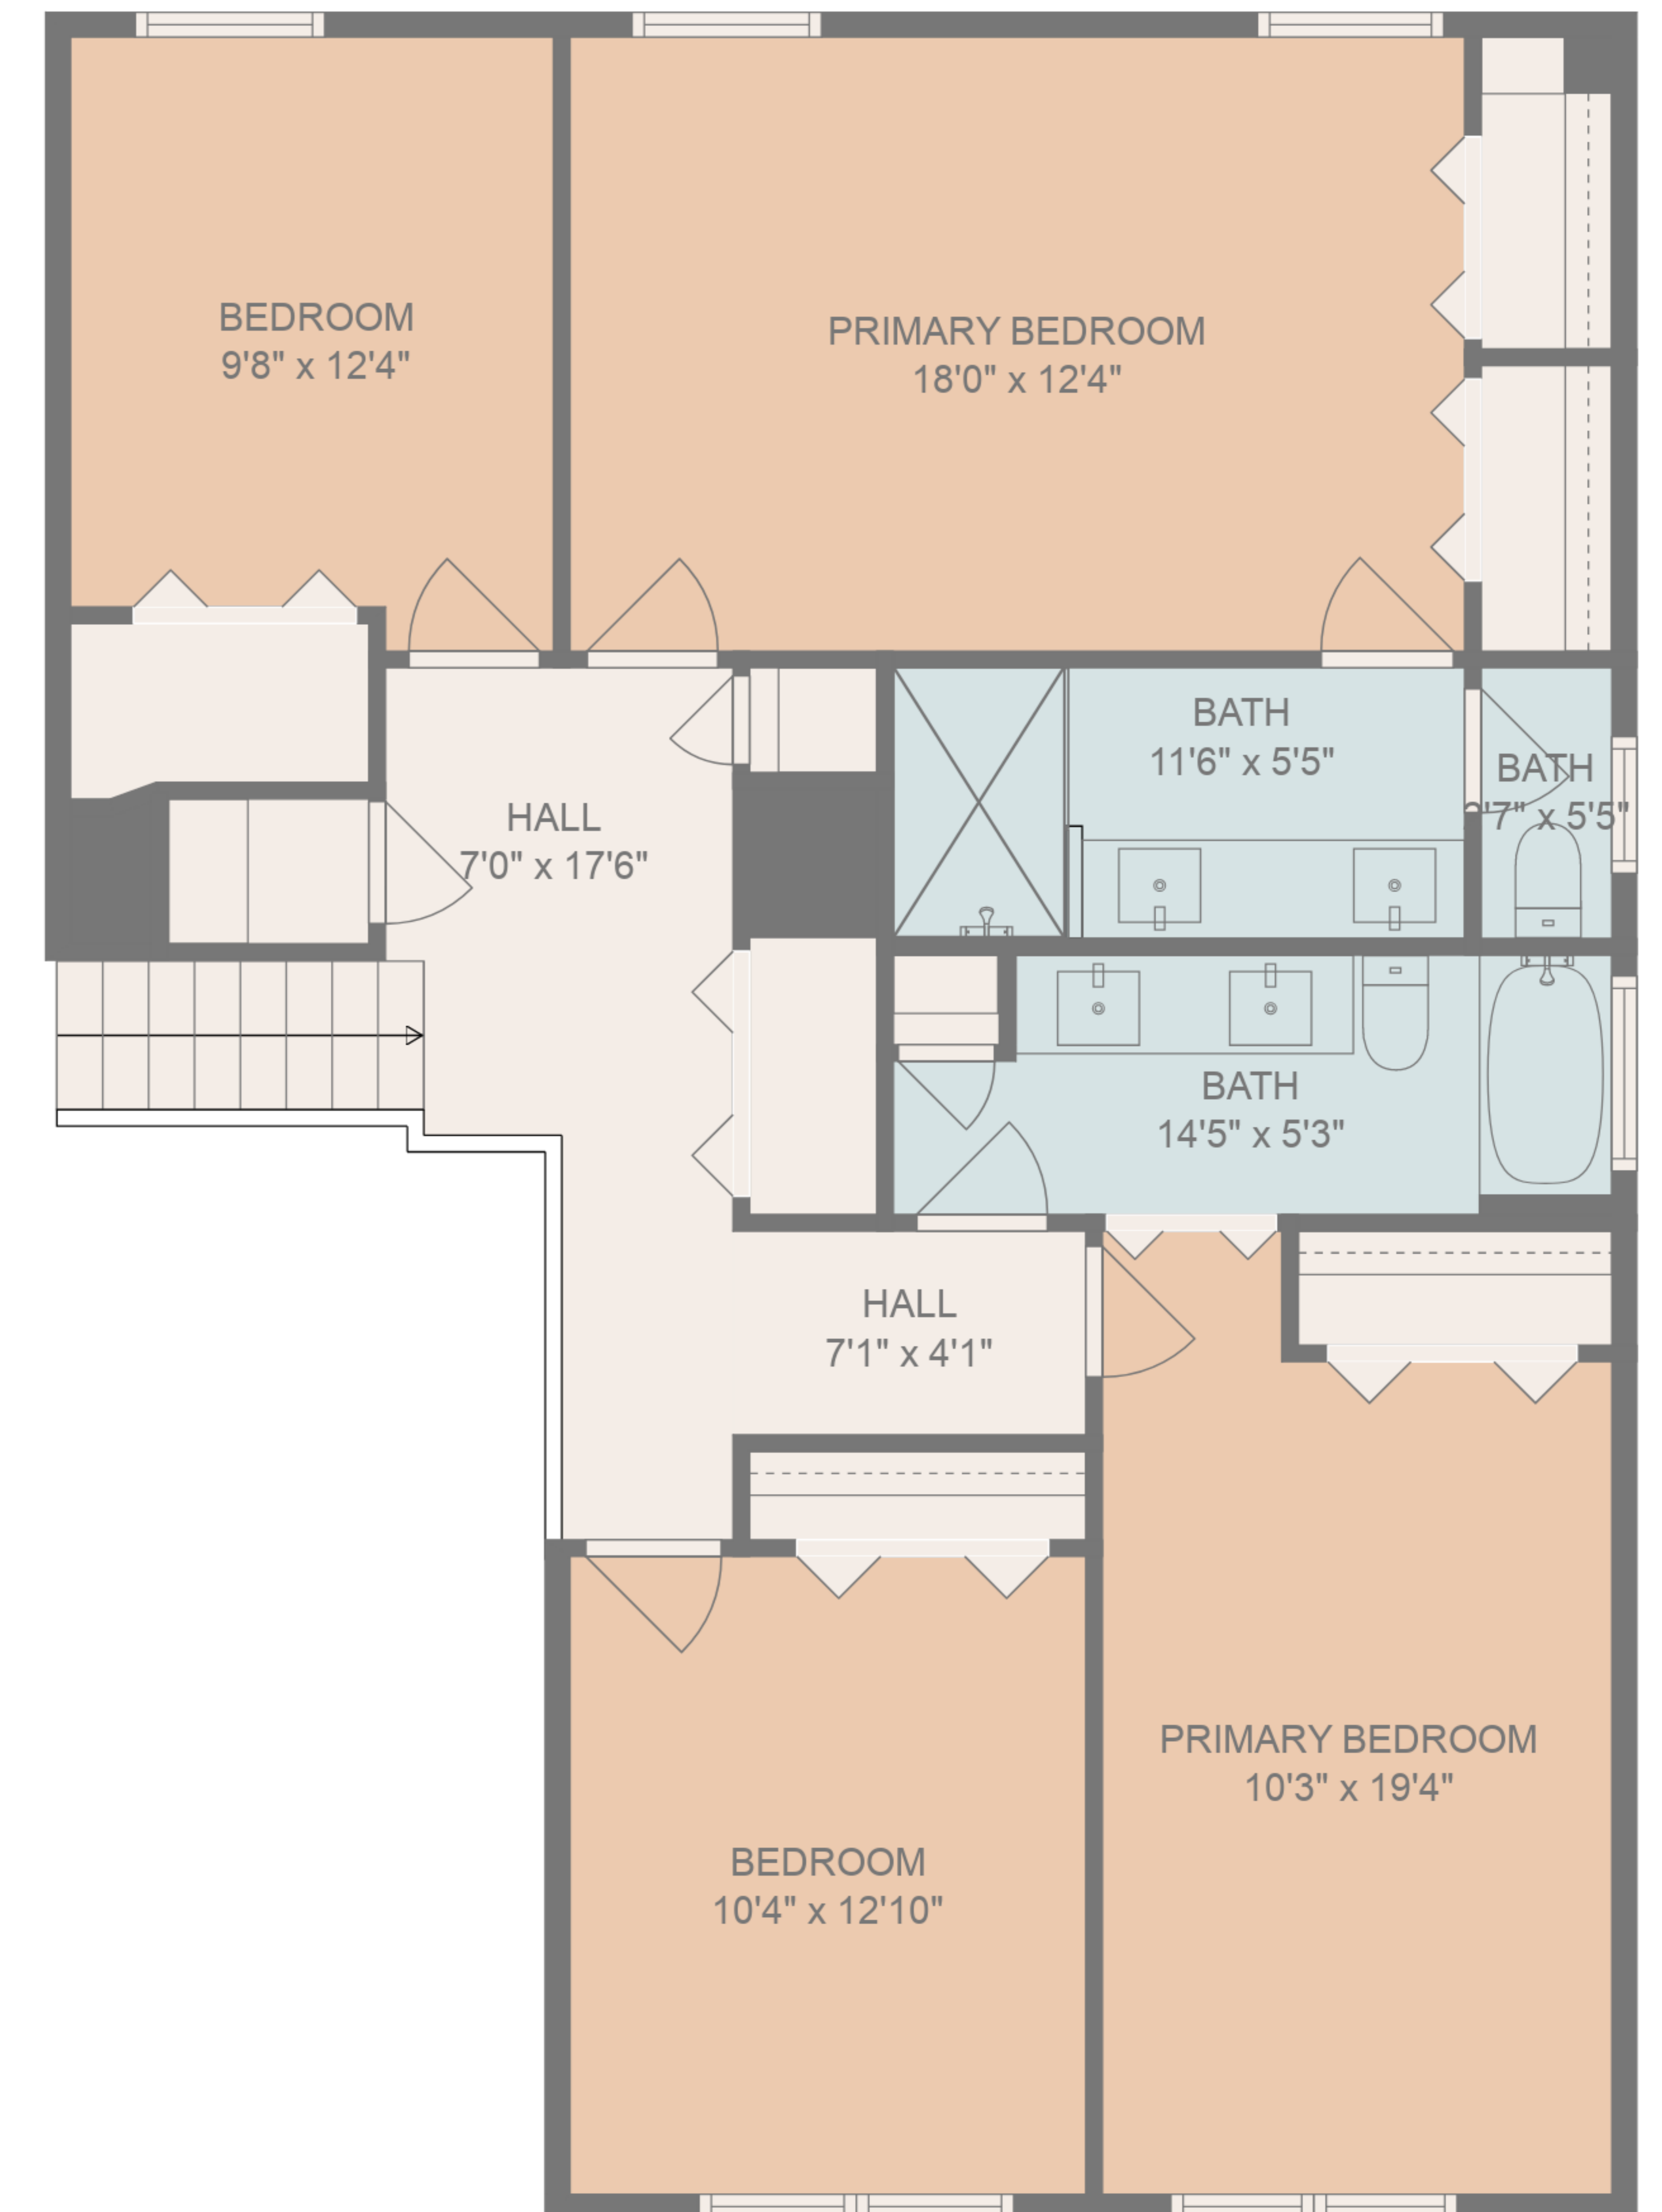 BEDROOM
9'8" x 12'4"
PRIMARY BEDROOM
18'0" x 12'4"
BATH
11'6" x 5'5"
BATH
x 5'5"
HALL
7'0" x 17'6"
BATH
14'5" x 5'3"
HALL
7'1" x 4'1"
PRIMARY BEDROOM
10'3" x 19'4"
BEDROOM
10'4" x 12'10"